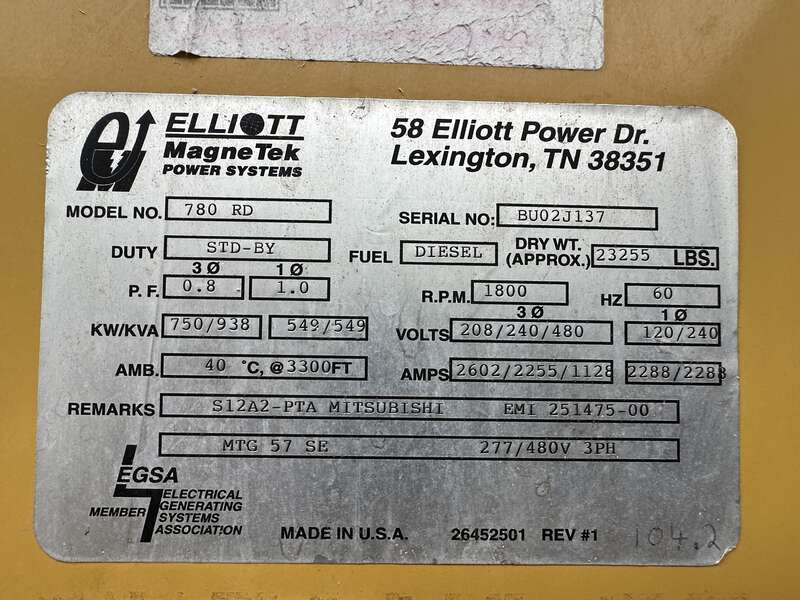 ELLIOTT
MagneTek
POWER SYSTEMS
58 Elliott Power Dr.
Lexington, TN 38351
MODEL NO. 780 RD
SERIAL NO: BU02J137
DUTY STD-BY
FUEL DIESEL DRY WT. (APPROX.) 23255 LBS.
3Ø 1Ø
P.F. 0.8 1.0
R.P.M. 1800 HZ 60
3Ø 1Ø
KW/KVA 750/938 549/549
VOLTS 208/240/480 120/240
AMB. 40 °C, @3300FT
AMPS 2602/2255/1128 2288/2288
REMARKS S12A2-PTA MITSUBISHI EMI 251475-00
MTG 57 SE 277/480V 3PH
EGSA
MEMBER
ELECTRICAL
GENERATING
SYSTEMS
ASSOCIATION
MADE IN U.S.A. 26452501 REV #1 104.2